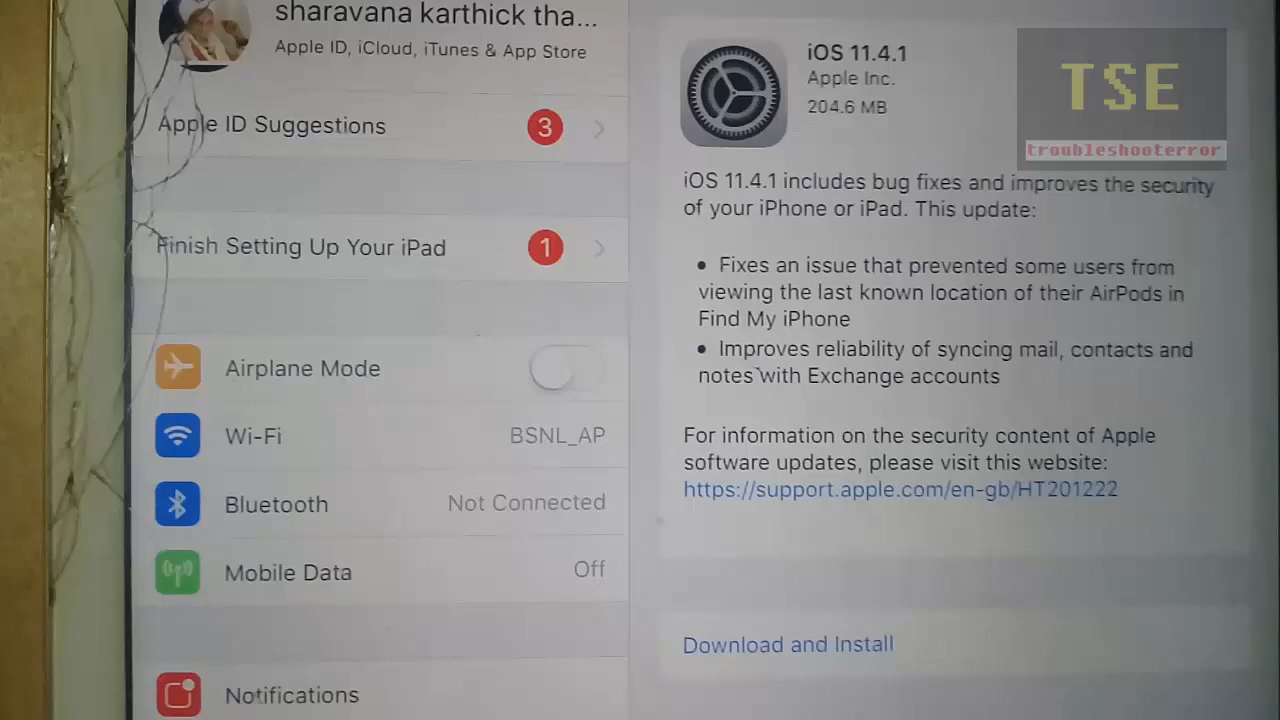 sharavana karthick tha...
Apple ID, iCloud, iTunes & App Store
Apple ID Suggestions 3
Finish Setting Up Your iPad 1
Airplane Mode
Wi-Fi BSNL_AP
Bluetooth Not Connected
Mobile Data Off
Notifications
iOS 11.4.1
Apple Inc.
204.6 MB
TSE
troubleshooterror
iOS 11.4.1 includes bug fixes and improves the security
of your iPhone or iPad. This update:
• Fixes an issue that prevented some users from
viewing the last known location of their AirPods in
Find My iPhone
• Improves reliability of syncing mail, contacts and
notes with Exchange accounts
For information on the security content of Apple
software updates, please visit this website:
https://support.apple.com/en-gb/HT201222
Download and Install